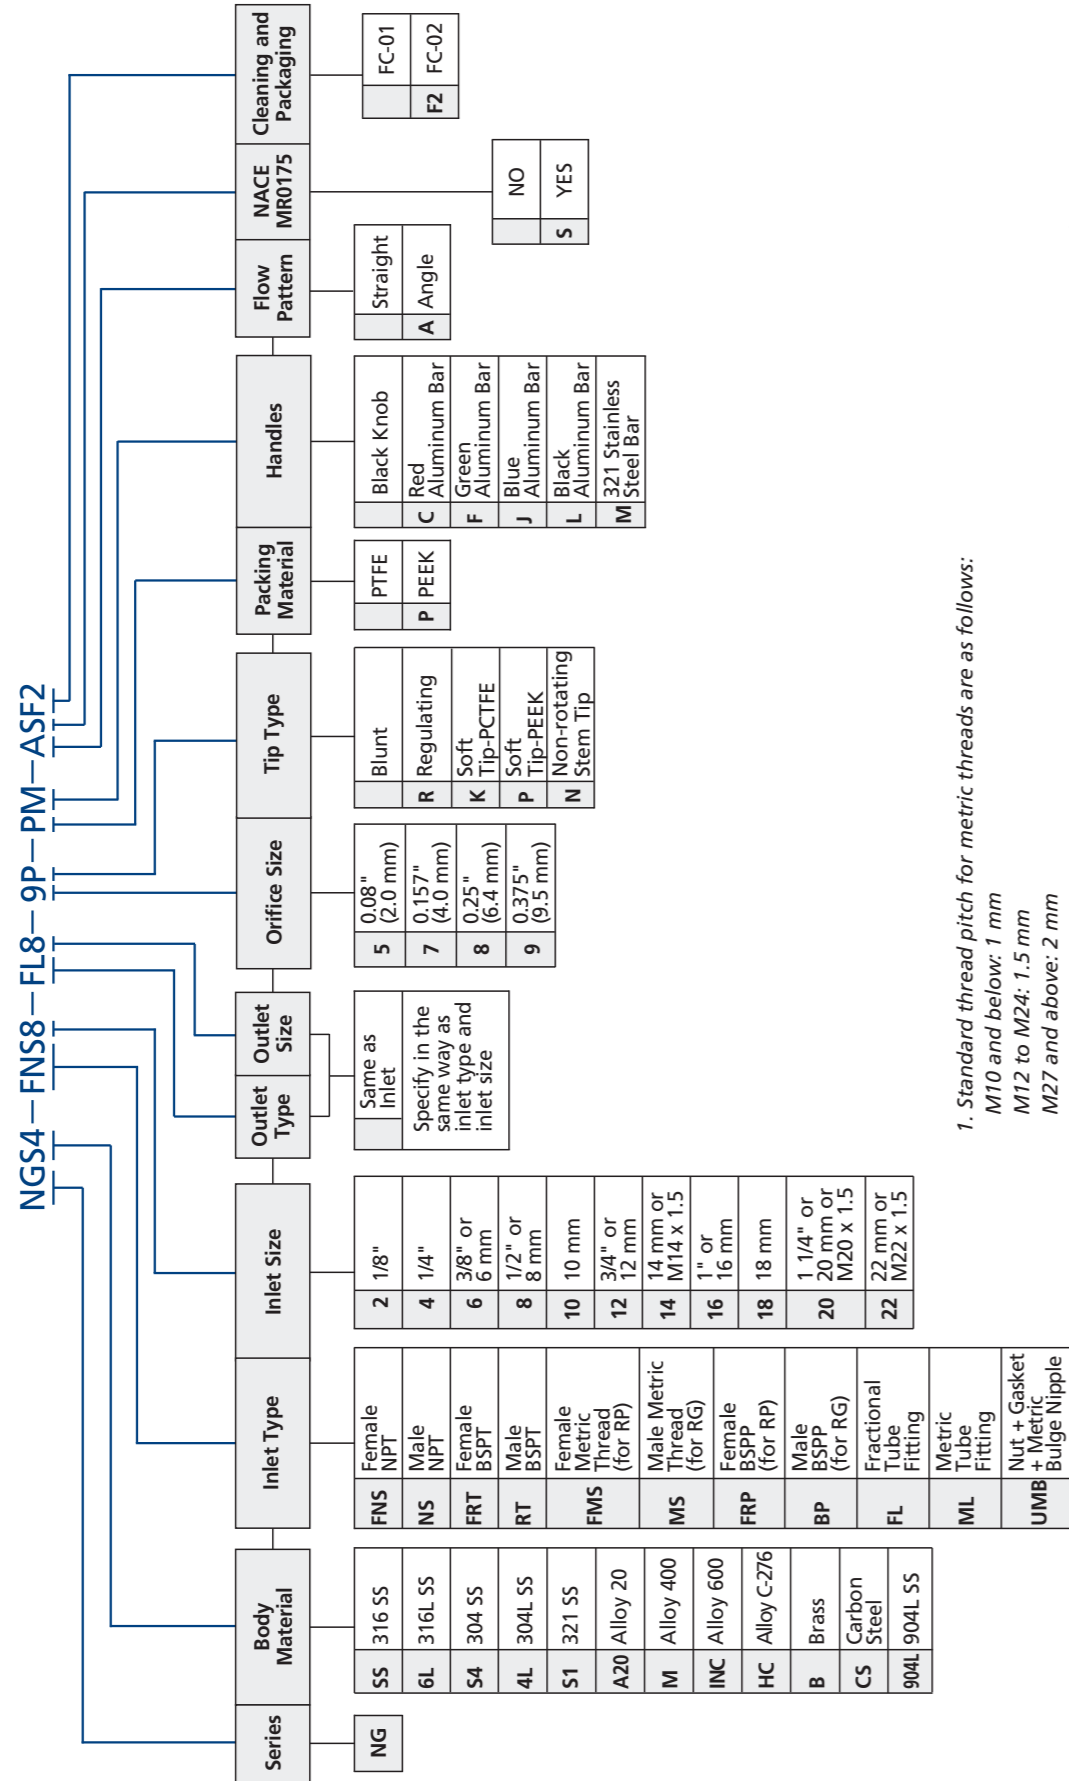 NGS4—FNS8—FL8—9P—PM—ASF2
Series
NG
Body
Material
SS 316 SS
6L 316L SS
S4 304 SS
4L 304L SS
S1 321 SS
A20 Alloy 20
M Alloy 400
INC Alloy 600
HC Alloy C-276
B Brass
CS Carbon
Steel
904L 904L SS
Inlet Type
FNS Female
NPT
NS Male
NPT
FRT Female
BSPT
RT Male
BSPT
FMS Female
Metric
Thread
(for RP)
MS Male Metric
Thread
(for RG)
FRP Female
BSPP
(for RP)
BP Male
BSPP
(for RG)
FL Fractional
Tube
Fitting
ML Metric
Tube
Fitting
UMB Nut + Gasket
+ Metric
Bulge Nipple
Inlet Size
2 1/8"
4 1/4"
6 3/8" or
6 mm
8 1/2" or
8 mm
10 10 mm
12 3/4" or
12 mm
14 14 mm or
M14 x 1.5
16 1" or
16 mm
18 18 mm
20 1 1/4" or
20 mm or
M20 x 1.5
22 22 mm or
M22 x 1.5
Outlet
Type
Outlet
Size
Same as
Inlet
Specify in the
same way as
inlet type and
inlet size
Orifice Size
5 0.08"
(2.0 mm)
7 0.157"
(4.0 mm)
8 0.25"
(6.4 mm)
9 0.375"
(9.5 mm)
Tip Type
Blunt
R Regulating
K Soft
Tip-PCTFE
P Soft
Tip-PEEK
N Non-rotating
Stem Tip
Packing
Material
PTFE
P PEEK
Handles
Black Knob
C Red
Aluminum Bar
F Green
Aluminum Bar
J Blue
Aluminum Bar
L Black
Aluminum Bar
M 321 Stainless
Steel Bar
Flow
Pattern
Straight
A Angle
NACE
MR0175
NO
S YES
Cleaning and
Packaging
FC-01
F2 FC-02
1. Standard thread pitch for metric threads are as follows:
M10 and below: 1 mm
M12 to M24: 1.5 mm
M27 and above: 2 mm